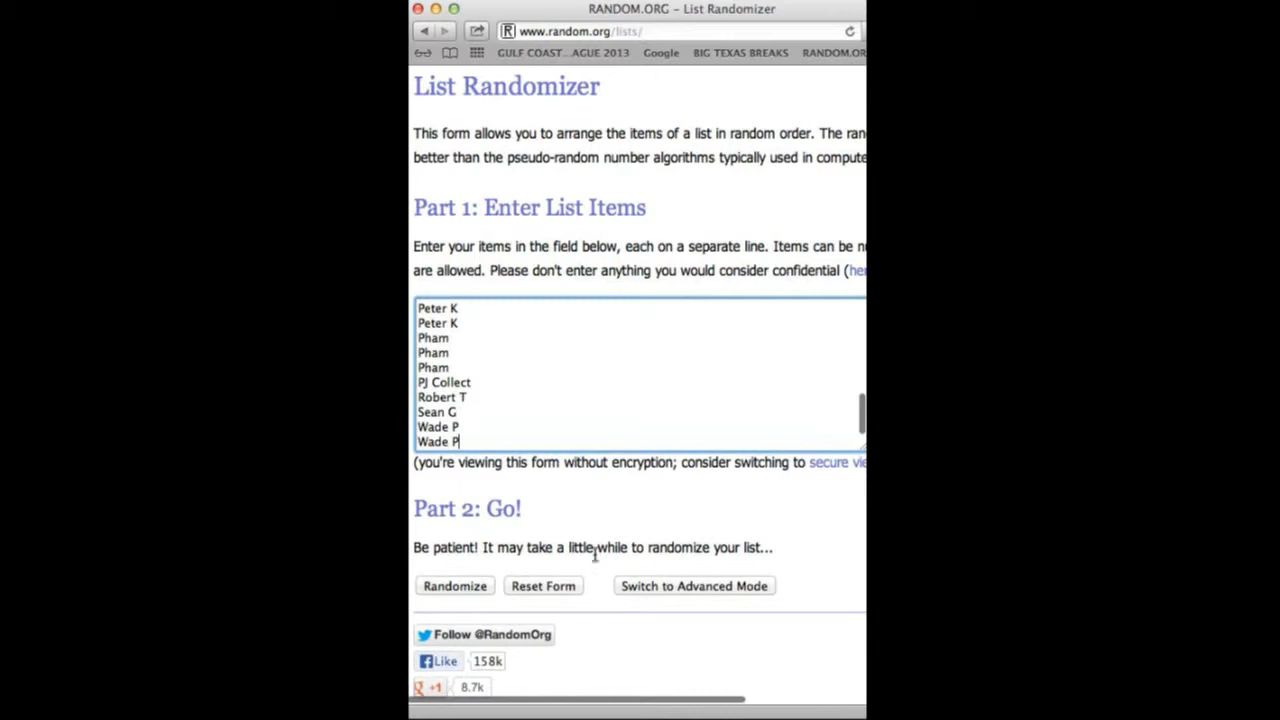 RANDOM.ORG - List Randomizer
www.random.org/lists/
GULF COAST...AGUE 2013 Google BIG TEXAS BREAKS RANDOM.OR
List Randomizer
This form allows you to arrange the items of a list in random order. The ran
better than the pseudo-random number algorithms typically used in compute
Part 1: Enter List Items
Enter your items in the field below, each on a separate line. Items can be n
are allowed. Please don't enter anything you would consider confidential (he
Peter K
Peter K
Pham
Pham
Pham
PJ Collect
Robert T
Sean G
Wade P
Wade P
(you're viewing this form without encryption; consider switching to secure vie
Part 2: Go!
Be patient! It may take a little while to randomize your list...
Randomize Reset Form Switch to Advanced Mode
Follow @RandomOrg
Like 158k
+1 8.7k